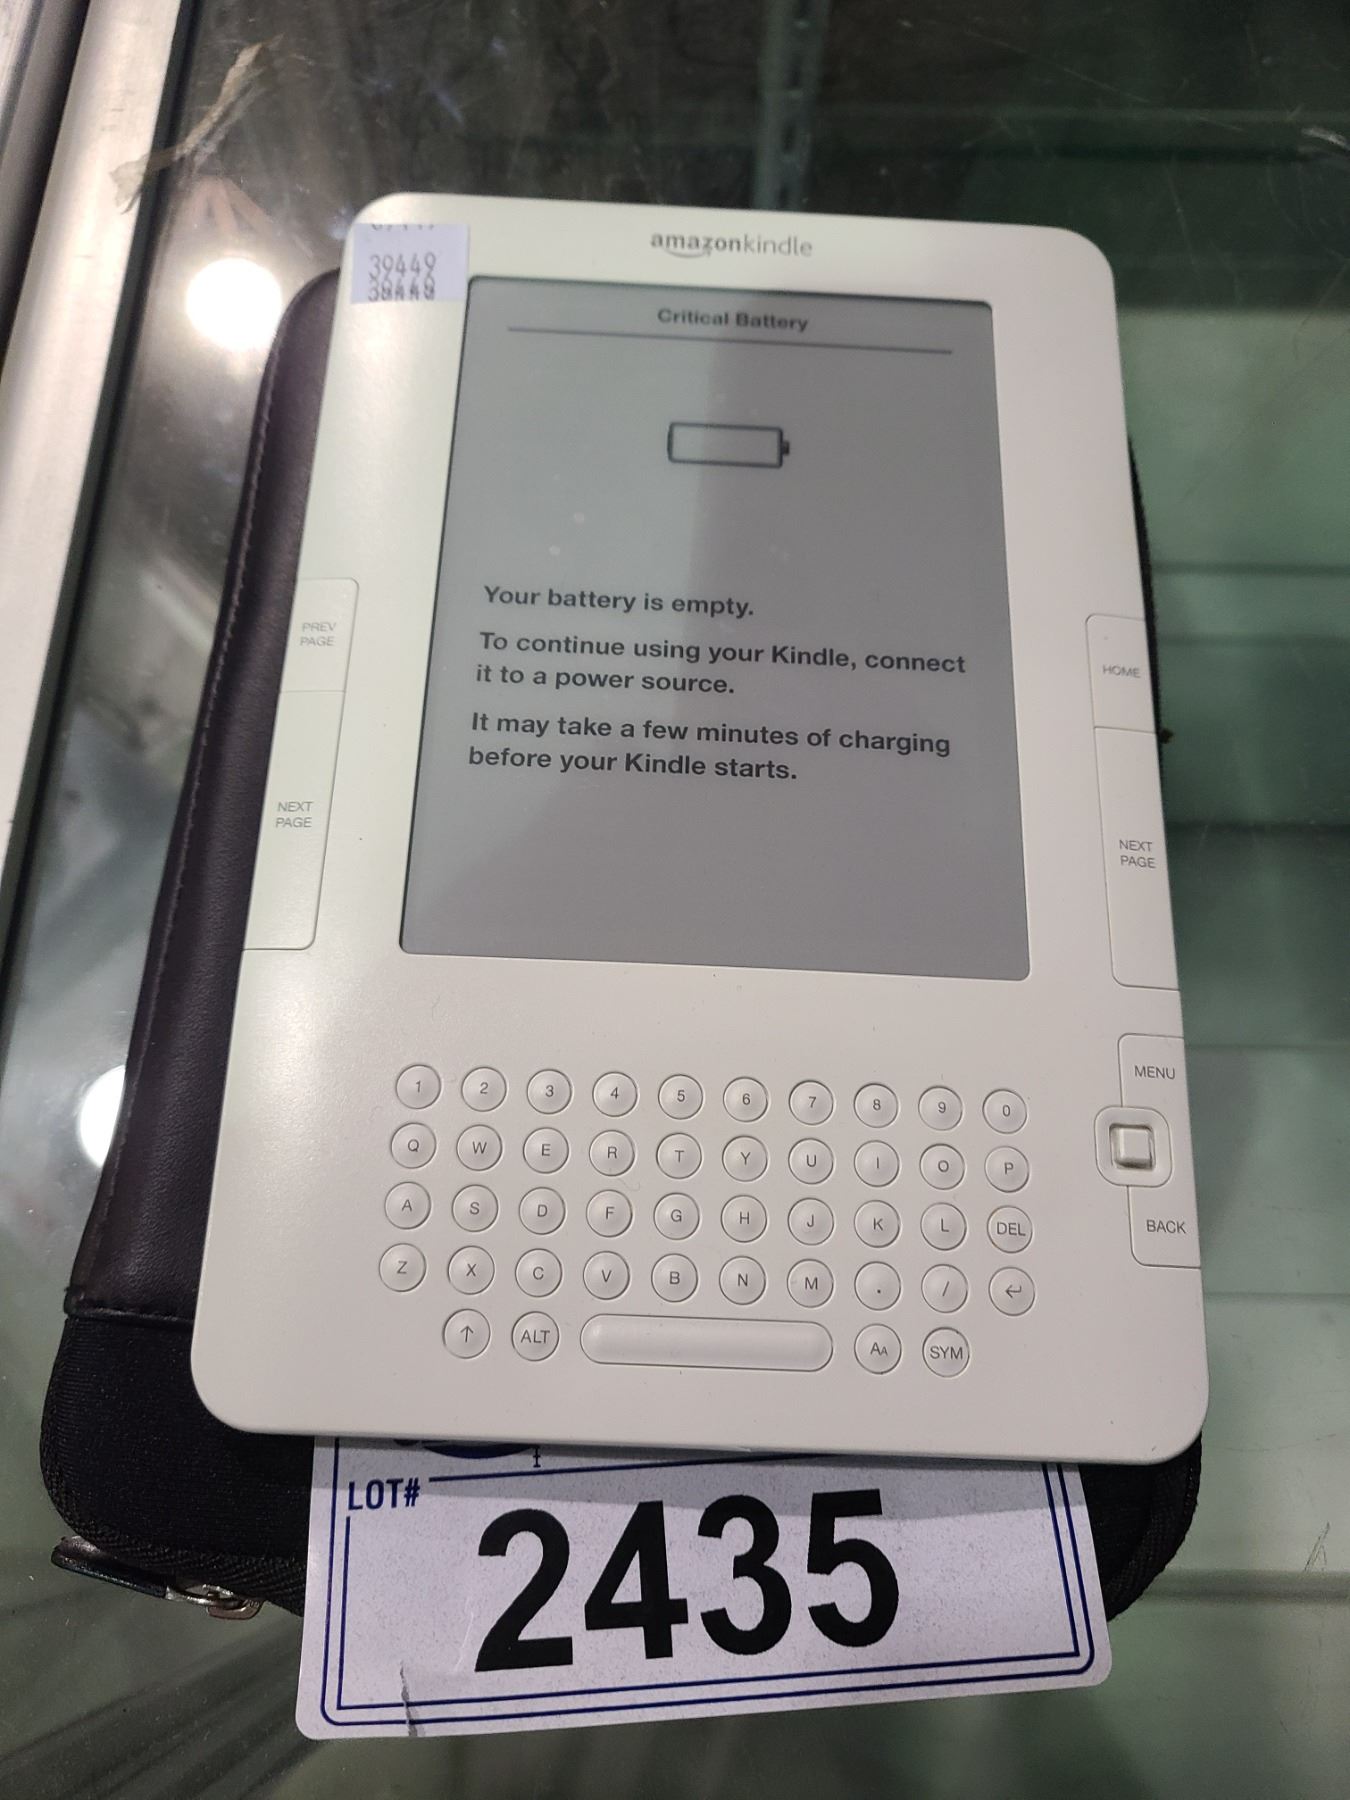 amazonkindle
39449
Critical Battery
Your battery is empty.
To continue using your Kindle, connect
it to a power source.
It may take a few minutes of charging
before your Kindle starts.
PREV
PAGE
NEXT
PAGE
HOME
NEXT
PAGE
MENU
BACK
1 2 3 4 5 6 7 8 9 0
Q W E R T Y U I O P
A S D F G H J K L DEL
Z X C V B N M . / ↵
↑ ALT AA SYM
LOT#
2435